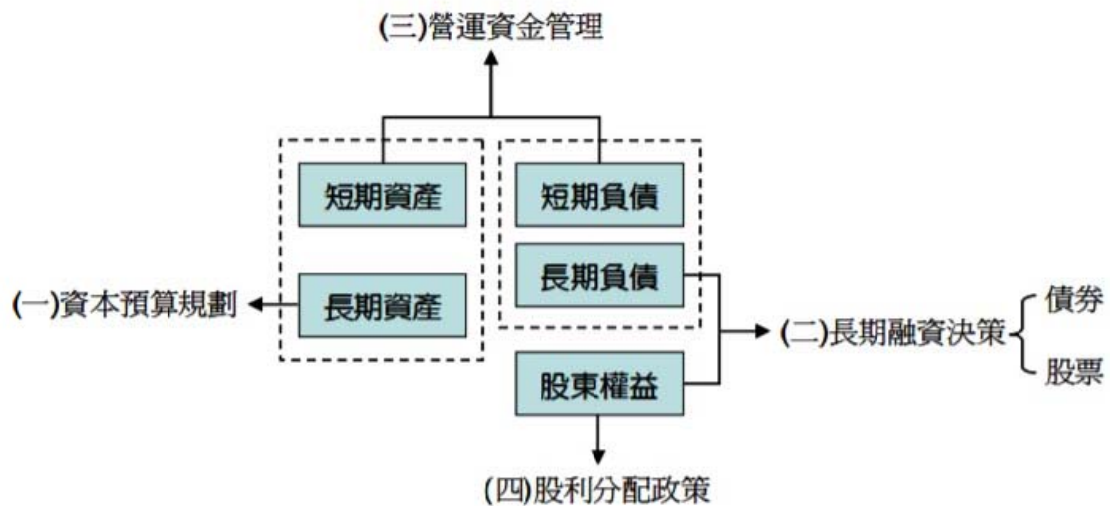 (三)營運資金管理
短期資產
短期負債
長期負債
(一)資本預算規劃
長期資產
債券
(二)長期融資決策
股票
股東權益
(四)股利分配政策